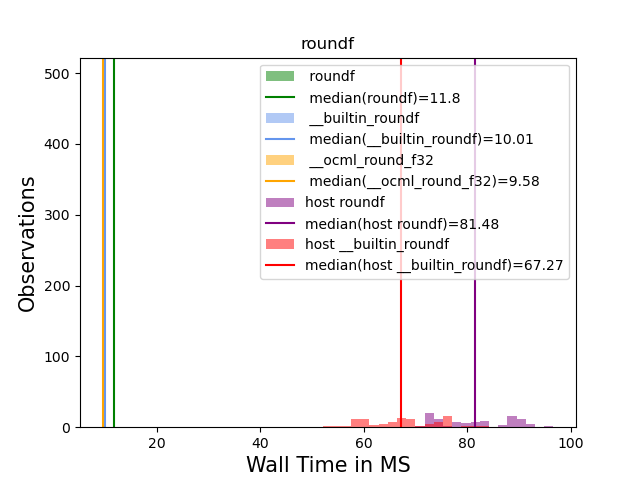 roundf
Observations
500
400
300
200
100
0
roundf
median(roundf)=11.8
__builtin_roundf
median(__builtin_roundf)=10.01
__ocml_round_f32
median(__ocml_round_f32)=9.58
host roundf
median(host roundf)=81.48
host __builtin_roundf
median(host __builtin_roundf)=67.27
20 40 60 80 100
Wall Time in MS